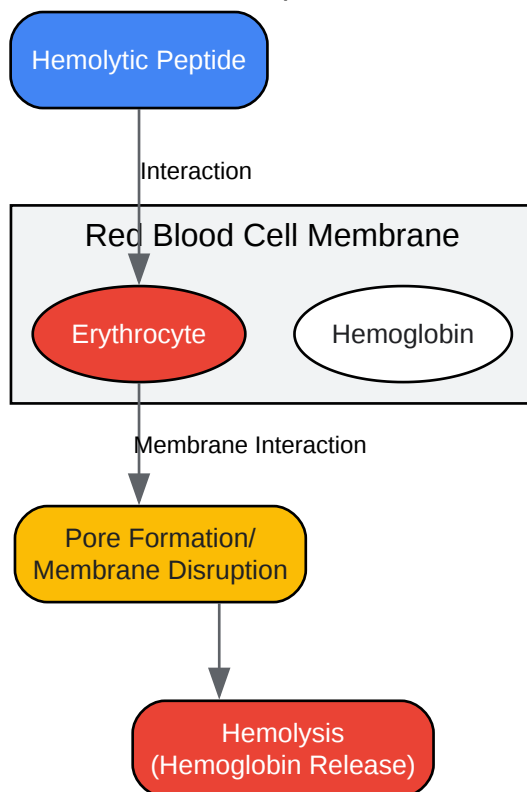 Hemolytic Peptide
Interaction
Red Blood Cell Membrane
Erythrocyte
Hemoglobin
Membrane Interaction
Pore Formation/
Membrane Disruption
Hemolysis
(Hemoglobin Release)